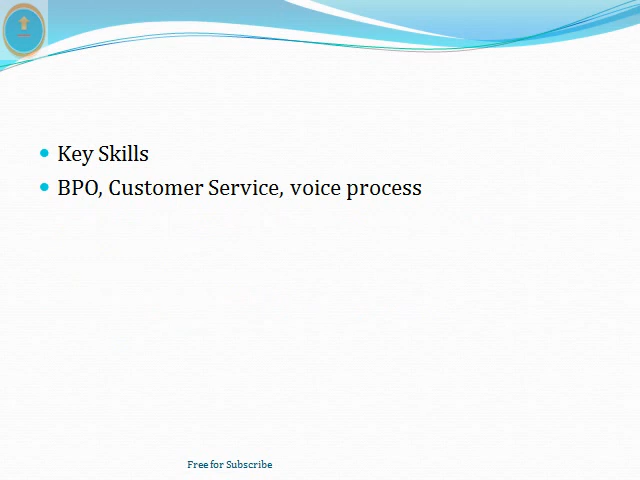 Key Skills
BPO, Customer Service, voice process
Free for Subscribe